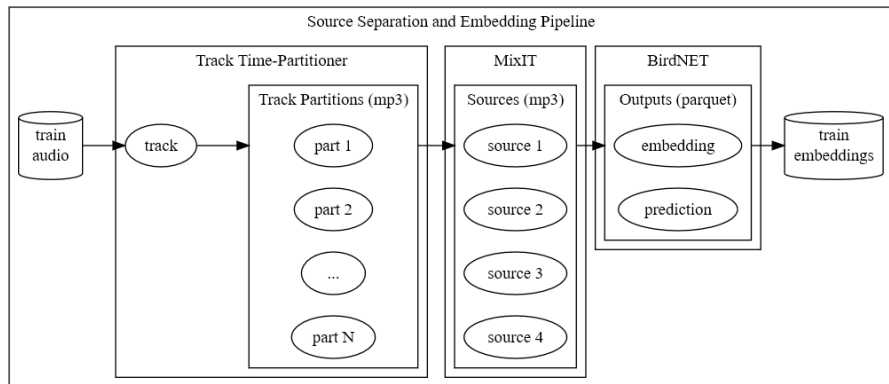 Source Separation and Embedding Pipeline
Track Time-Partitioner
MixIT
BirdNET
Track Partitions (mp3)
Sources (mp3)
Outputs (parquet)
train
audio
track
part 1
source 1
embedding
train
embeddings
part 2
source 2
prediction
...
source 3
part N
source 4